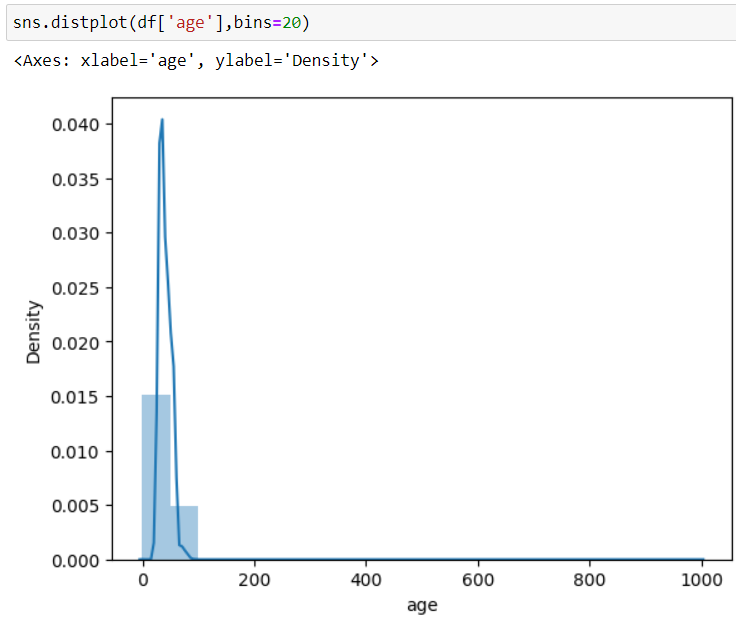 sns.distplot(df['age'],bins=20)
<Axes: xlabel='age', ylabel='Density'>
0.040
0.035
0.030
0.025
0.020
0.015
0.010
0.005
0.000
Density
0 200 400 600 800 1000
age